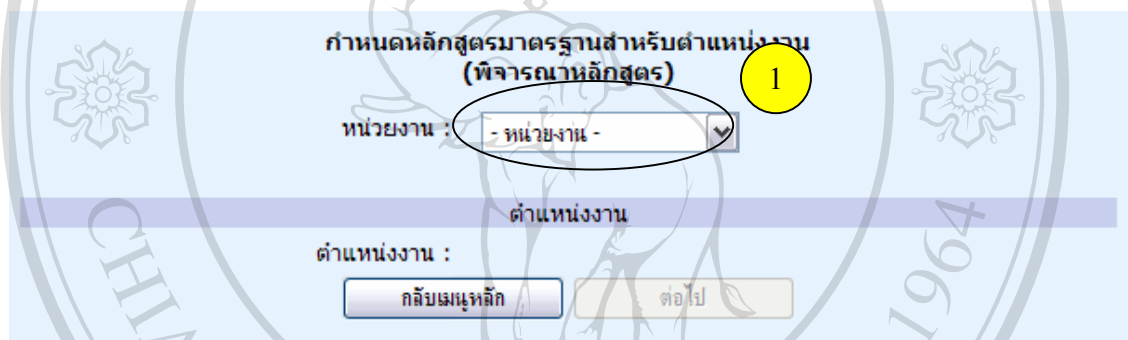 กำหนดหลักสูตรมาตรฐานสำหรับตำแหน่งงาน
(พิจารณาหลักสูตร)
1
หน่วยงาน : - หน่วยงาน -
ตำแหน่งงาน
ตำแหน่งงาน :
กลับเมนูหลัก ต่อไป
CHI
1964